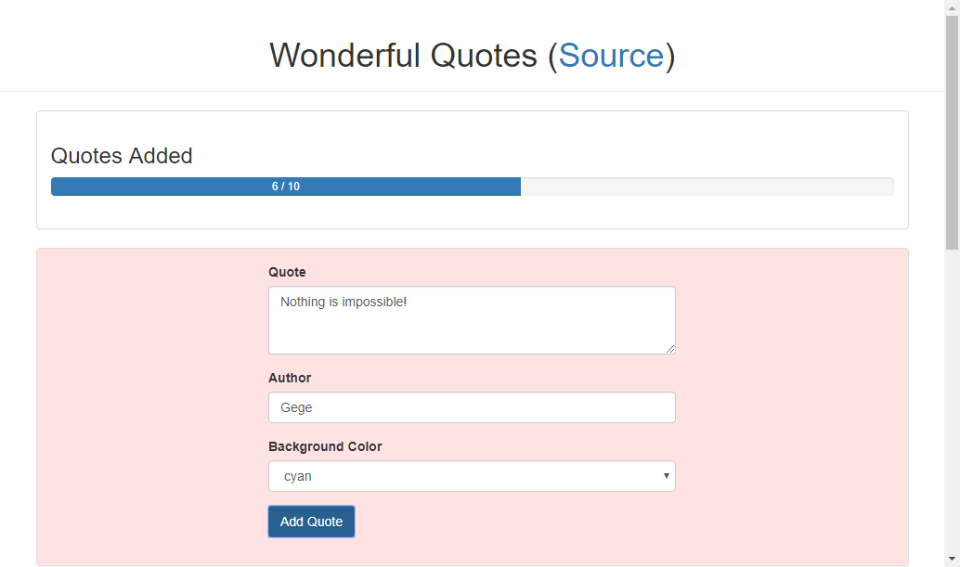 Wonderful Quotes (Source)
Quotes Added
6 / 10
Quote
Nothing is impossible!
Author
Gege
Background Color
cyan
Add Quote